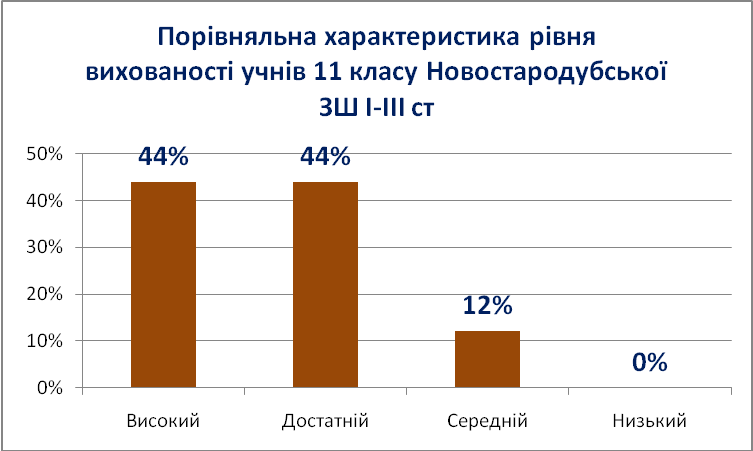 Порівняльна характеристика рівня
вихованості учнів 11 класу Новостародубської
ЗШ І-ІІІ ст
50%
40%
30%
20%
10%
0%
44%
44%
12%
0%
Високий
Достатній
Середній
Низький